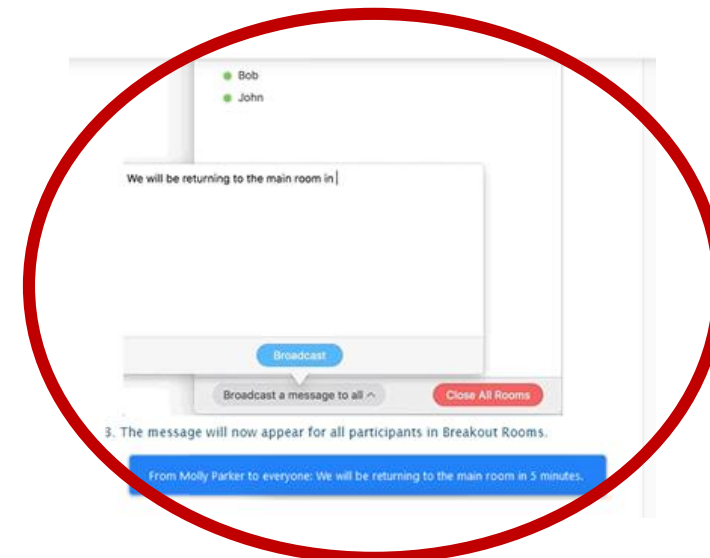 Bob
John
We will be returning to the main room in
Broadcast
Broadcast a message to all
Close All Rooms
3. The message will now appear for all participants in Breakout Rooms.
From Molly Parker to everyone: We will be returning to the main room in 5 minutes.